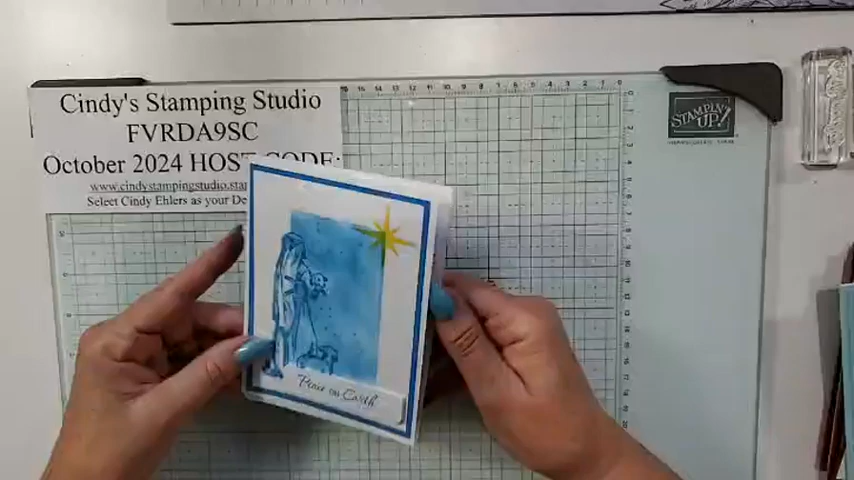 Cindy's Stamping Studio
FVRDA9SC
October 2024 HOST CODE:
www.cindystampingstudio.
Select Cindy Ehlers as your De
STAMPIN' UP!
Peace on Earth